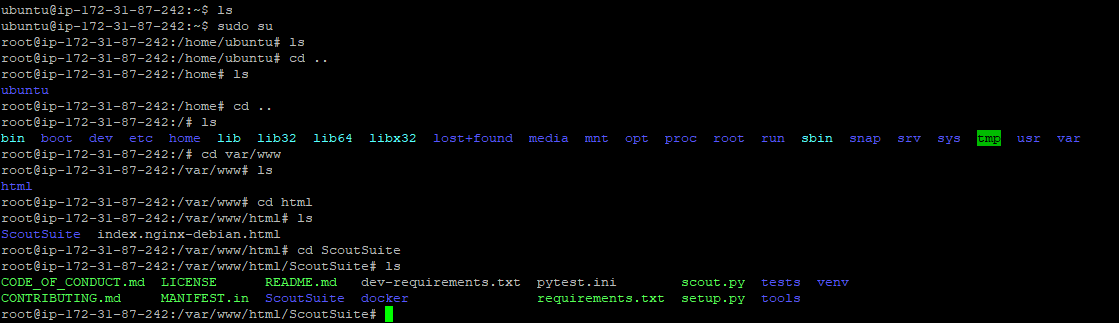 ubuntu@ip-172-31-87-242:~$ ls
ubuntu@ip-172-31-87-242:~$ sudo su
root@ip-172-31-87-242:/home/ubuntu# ls
root@ip-172-31-87-242:/home/ubuntu# cd ..
root@ip-172-31-87-242:/home# ls
ubuntu
root@ip-172-31-87-242:/home# cd ..
root@ip-172-31-87-242:/# ls
bin  boot  dev  etc  home  lib  lib32  lib64  libx32  lost+found  media  mnt  opt  proc  root  run  sbin  snap  srv  sys  tmp  usr  var
root@ip-172-31-87-242:/# cd var/www
root@ip-172-31-87-242:/var/www# ls
html
root@ip-172-31-87-242:/var/www# cd html
root@ip-172-31-87-242:/var/www/html# ls
ScoutSuite  index.nginx-debian.html
root@ip-172-31-87-242:/var/www/html# cd ScoutSuite
root@ip-172-31-87-242:/var/www/html/ScoutSuite# ls
CODE_OF_CONDUCT.md  LICENSE      README.md   dev-requirements.txt  pytest.ini        scout.py  tests  venv
CONTRIBUTING.md     MANIFEST.in  ScoutSuite  docker                requirements.txt  setup.py  tools
root@ip-172-31-87-242:/var/www/html/ScoutSuite#